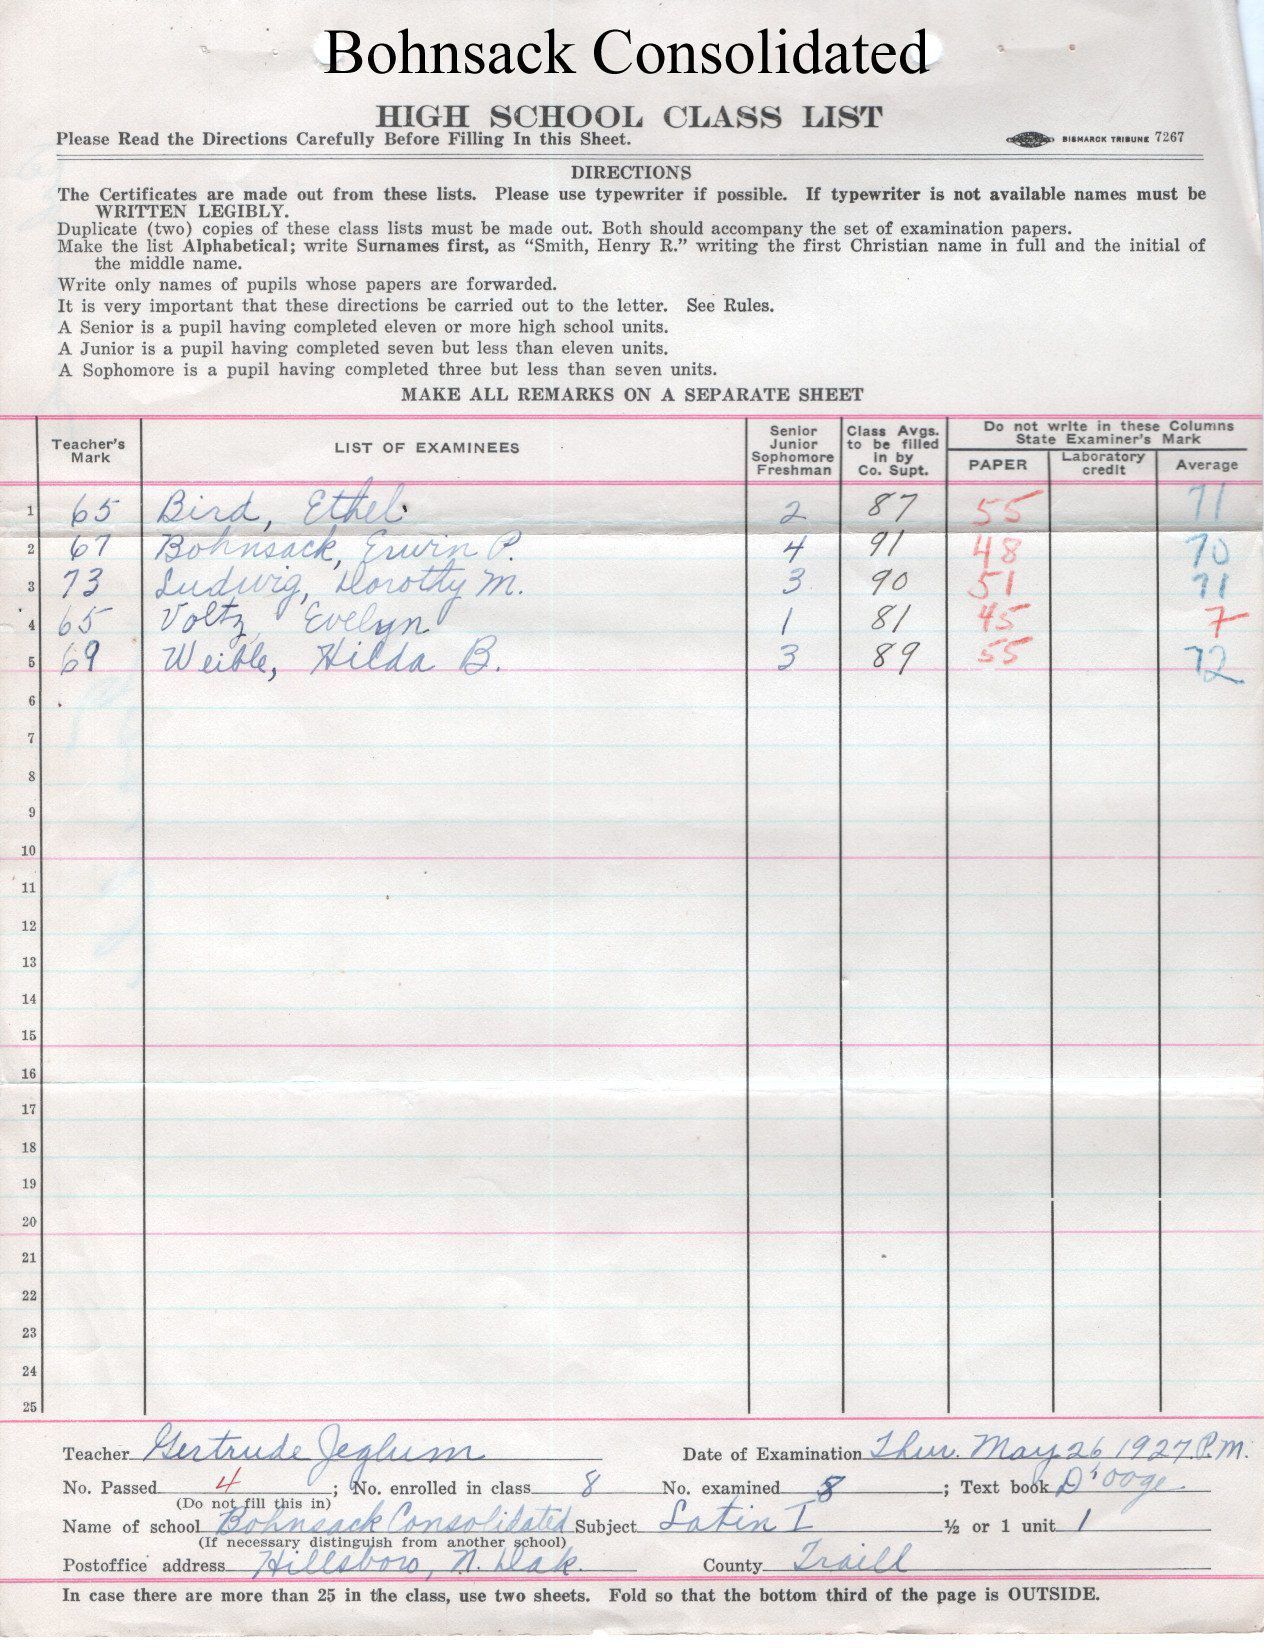 Bohnsack Consolidated
HIGH SCHOOL CLASS LIST
Please Read the Directions Carefully Before Filling In this Sheet.
BISMARCK TRIBUNE 7267
DIRECTIONS
The Certificates are made out from these lists. Please use typewriter if possible. If typewriter is not available names must be
WRITTEN LEGIBLY.
Duplicate (two) copies of these class lists must be made out. Both should accompany the set of examination papers.
Make the list Alphabetical; write Surnames first, as “Smith, Henry R.” writing the first Christian name in full and the initial of
the middle name.
Write only names of pupils whose papers are forwarded.
It is very important that these directions be carried out to the letter. See Rules.
A Senior is a pupil having completed eleven or more high school units.
A Junior is a pupil having completed seven but less than eleven units.
A Sophomore is a pupil having completed three but less than seven units.
MAKE ALL REMARKS ON A SEPARATE SHEET
Teacher's
Mark
LIST OF EXAMINEES
Senior
Junior
Sophomore
Freshman
Class Avgs.
to be filled
in by
Co. Supt.
Do not write in these Columns
State Examiner's Mark
PAPER
Laboratory
credit
Average
1 65 Bird, Ethel 2 87 55 71
2 67 Bohnsack, Erwin P. 4 91 48 70
3 73 Ludwig, Dorothy M. 3 90 51 71
4 65 Voltz, Evelyn 1 81 45 7
5 69 Weible, Hilda B. 3 89 55 72
6
7
8
9
10
11
12
13
14
15
16
17
18
19
20
21
22
23
24
25
Teacher Gertrude Jeglum Date of Examination Thur. May 26 1927 P.M.
No. Passed 4 ; No. enrolled in class 8 No. examined ; Text book D'ooge
(Do not fill this in)
Name of school Bohnsack Consolidated Subject Latin I ½ or 1 unit 1
(If necessary distinguish from another school)
Postoffice address Hillsboro, N. Dak. County Traill
In case there are more than 25 in the class, use two sheets. Fold so that the bottom third of the page is OUTSIDE.